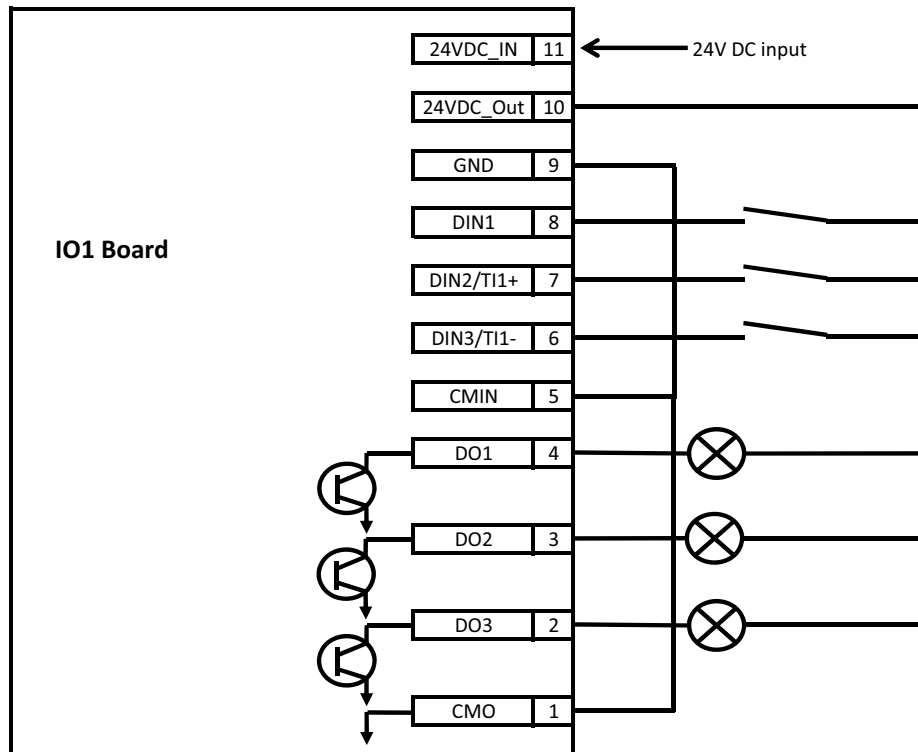 24VDC_IN 11 24V DC input
24VDC_Out 10
GND 9
DIN1 8
IO1 Board
DIN2/TI1+ 7
DIN3/TI1- 6
CMIN 5
DO1 4
DO2 3
DO3 2
CMO 1